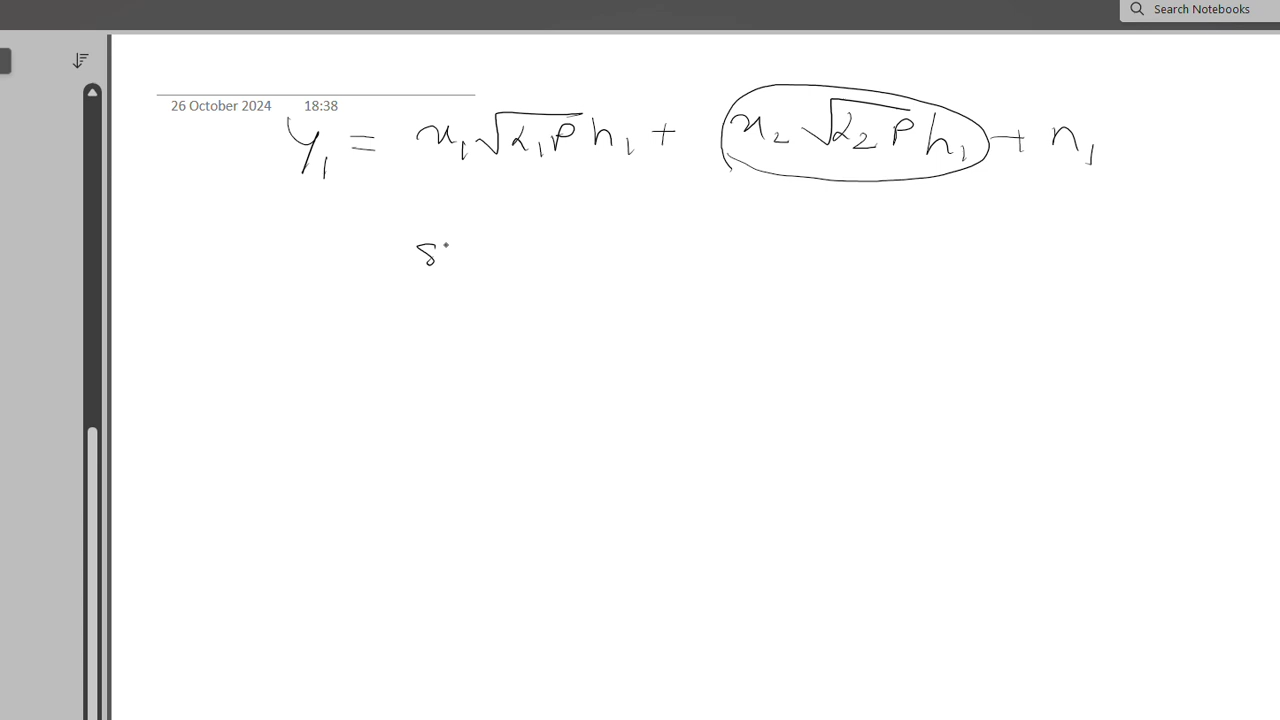 Search Notebooks
26 October 2024 18:38
y₁ = x₁√(α₁P) h₁ + x₂√(α₂P) h₁ + n₁
s